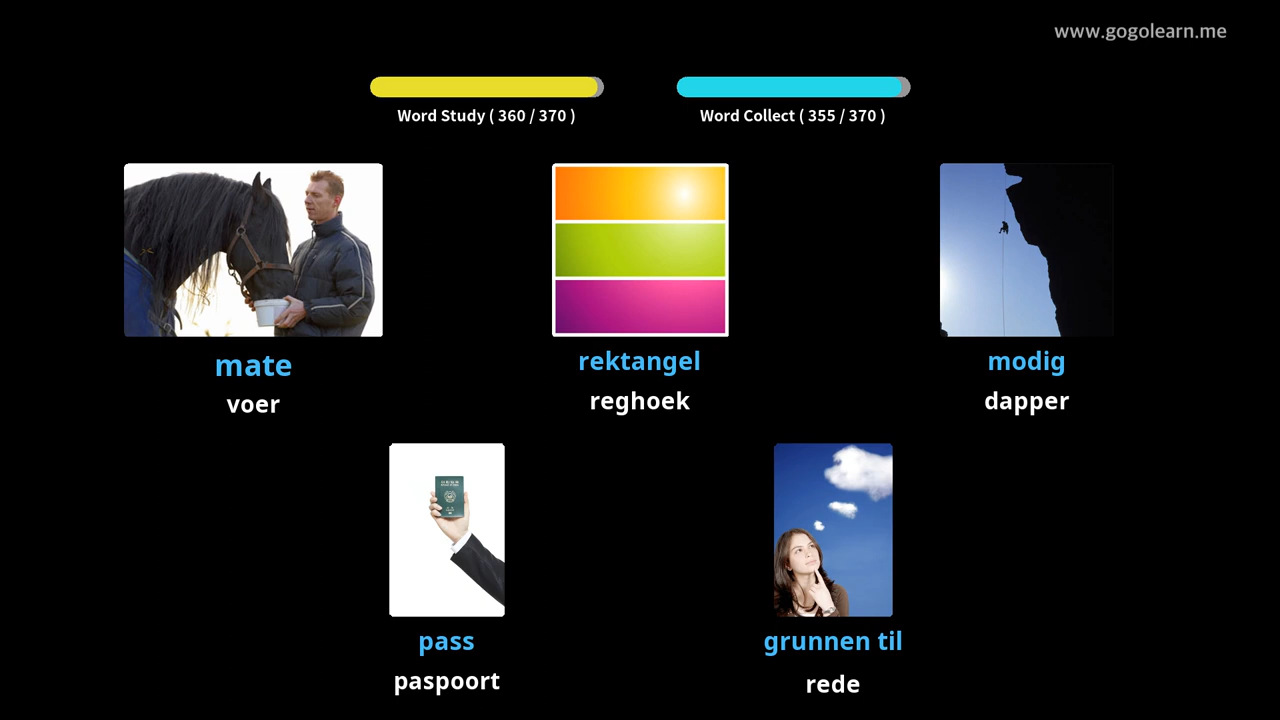 www.gogolearn.me
Word Study ( 360 / 370 )
Word Collect ( 355 / 370 )
mate
voer
rektangel
reghoek
modig
dapper
pass
paspoort
grunnen til
rede